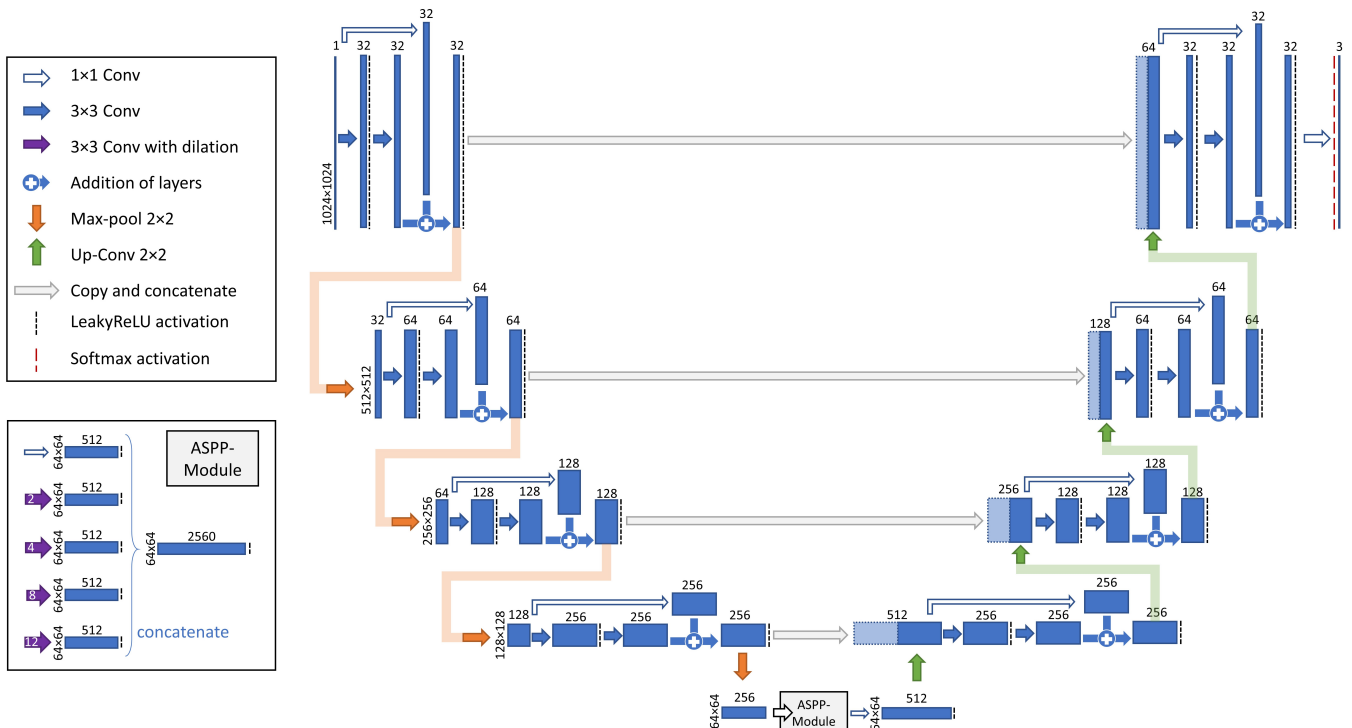 1×1 Conv
3×3 Conv
3×3 Conv with dilation
Addition of layers
Max-pool 2×2
Up-Conv 2×2
Copy and concatenate
LeakyReLU activation
Softmax activation
ASPP-
Module
64×64
512
2
64×64
512
4
64×64
512
8
64×64
512
12
64×64
512
64×64
2560
concatenate
32
1 32 32 32
1024×1024
32
64 32 32 32 3
64
32 64 64 64
512×512
64
128 64 64 64
128
64 128 128 128
256×256
128
256 128 128 128
256
128 256 256 256
128×128
256
512 256 256 256
64×64
256
ASPP-
Module
64×64
512